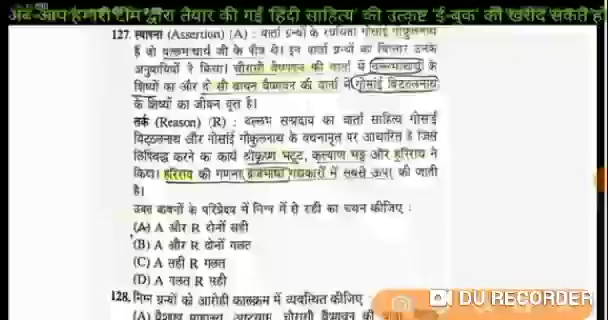 अब आप हमारी टीम द्वारा तैयार की गई हिंदी साहित्य की उत्कृष्ट ई-बुक को खरीद सकते हो
127. स्थापना (Assertion) (A) : वार्ता ग्रन्थों के रचयिता गोसाईं गोकुलनाथ
हैं जो वल्लभाचार्य जी के पौत्र थे। इन वार्ता ग्रन्थों का विस्तार उनके
अनुयायियों ने किया। चौरासी वैष्णवन की वार्ता में वल्लभाचार्य के
शिष्यों का और दो सौ बावन वैष्णवन की वार्ता में गोसांई विट्ठलनाथ
के शिष्यों का जीवन वृत्त है।
तर्क (Reason) (R) : वल्लभ सम्प्रदाय का वार्ता साहित्य गोसाईं
विट्ठलनाथ और गोसाईं गोकुलनाथ के वचनामृत पर आधारित है जिसे
लिपिबद्ध करने का कार्य श्रीकृष्ण भट्ट, कल्याण भट्ट और हरिराय ने
किया। हरिराय की गणना ब्रजभाषा गद्यकारों में सबसे ऊपर की जाती
है।
उक्त कथनों के परिप्रेक्ष्य में निम्न में से सही का चयन कीजिए :
(A) A और R दोनों सही
(B) A और R दोनों गलत
(C) A सही R गलत
(D) A गलत R सही
128. निम्न ग्रन्थों को आरोही कालक्रम में व्यवस्थित कीजिए
(A) चौरासी वैष्णवन की
DU RECORDER